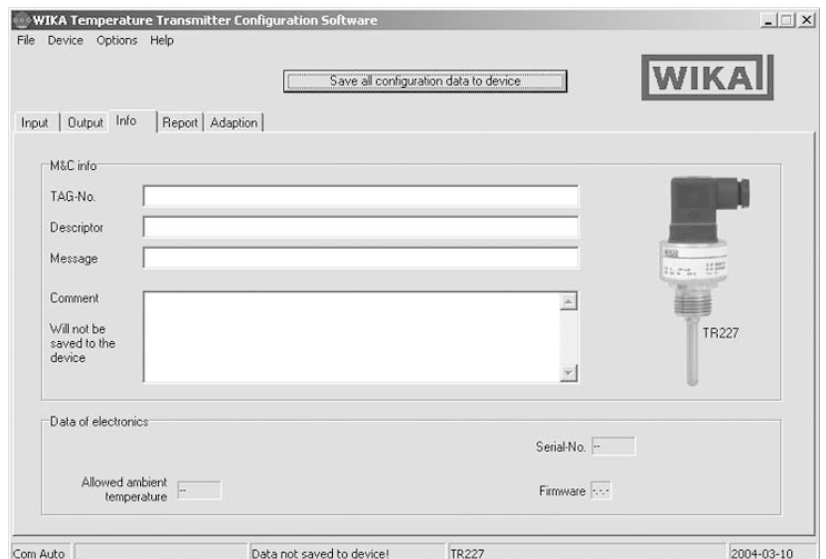 WIKA Temperature Transmitter Configuration Software
File Device Options Help
Save all configuration data to device
WIKA
Input Output Info Report Adaption
M&C info
TAG-No.
Descriptor
Message
Comment
Will not be
saved to the
device
WIKA
TR227
Data of electronics
Serial-No. --
Allowed ambient
temperature --
Firmware -.-.-
Com Auto Data not saved to device! TR227 2004-03-10